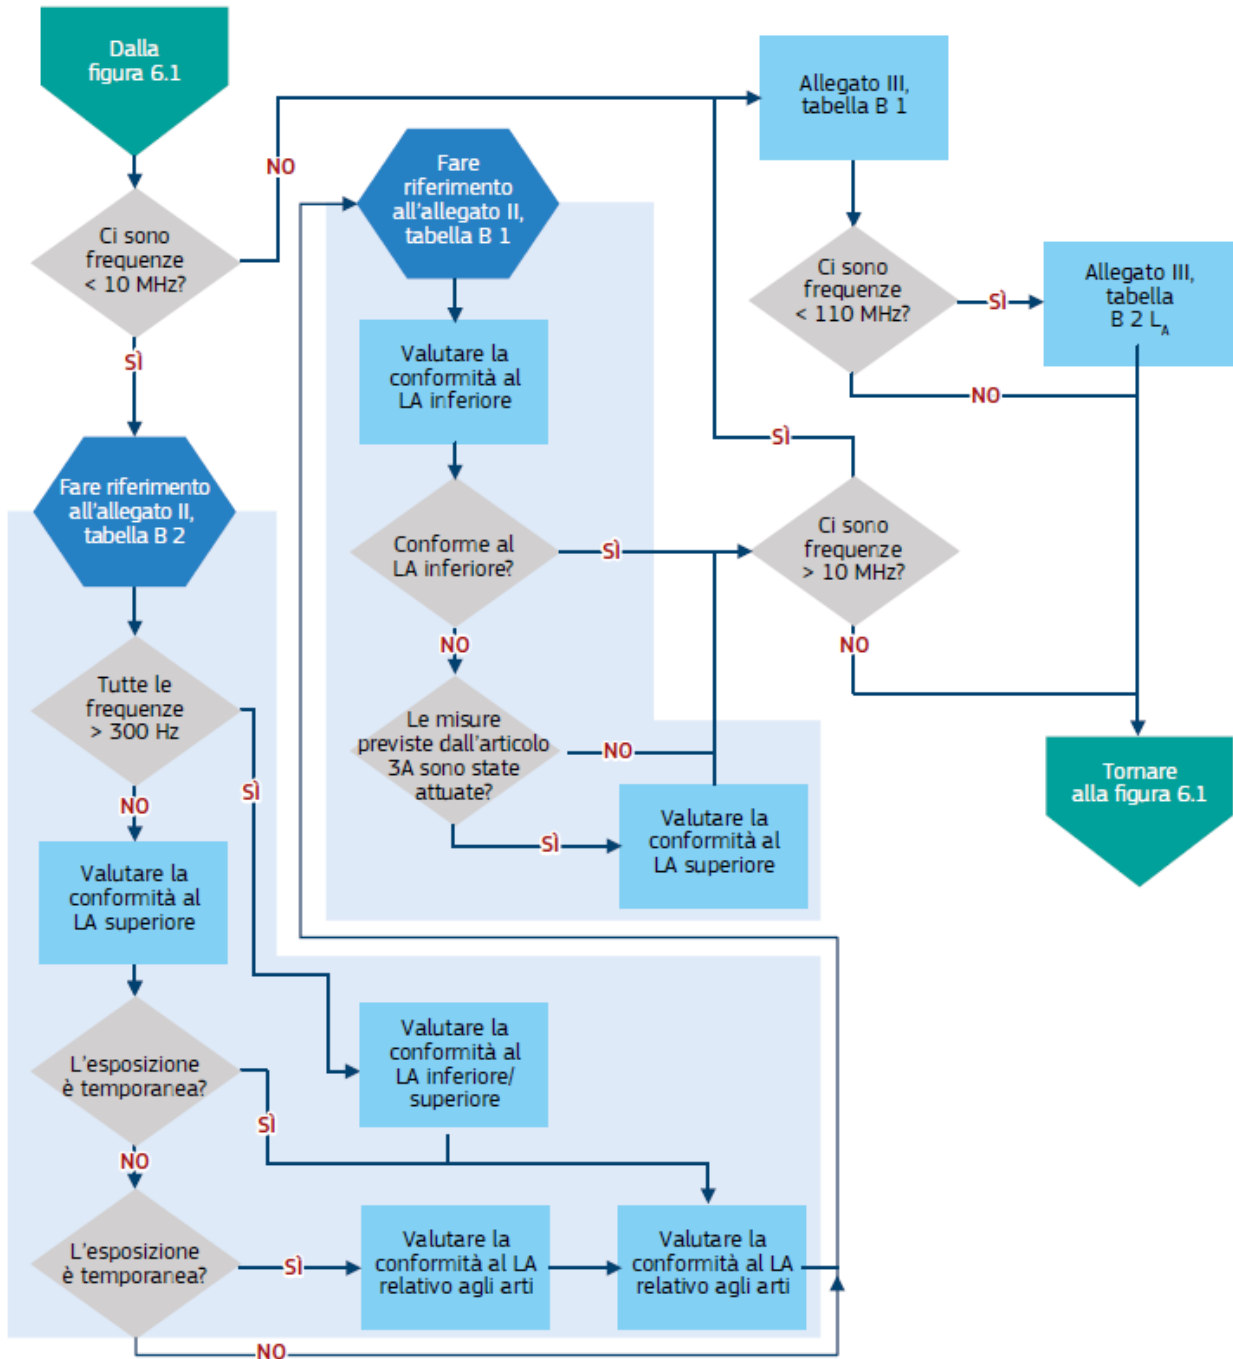 Dalla
figura 6.1
Ci sono
frequenze
< 10 MHz?
NO
SÌ
Fare riferimento
all'allegato II,
tabella B 2
Tutte le
frequenze
> 300 Hz
SÌ
NO
Valutare la
conformità al
LA superiore
L'esposizione
è temporanea?
SÌ
NO
L'esposizione
è temporanea?
SÌ
NO
Valutare la
conformità al
LA inferiore/
superiore
Valutare la
conformità al LA
relativo agli arti
Valutare la
conformità al LA
relativo agli arti
Fare
riferimento
all'allegato II,
tabella B 1
Valutare la
conformità al
LA inferiore
Conforme al
LA inferiore?
SÌ
NO
Le misure
previste dall'articolo
3A sono state
attuate?
NO
SÌ
Valutare la
conformità al
LA superiore
Ci sono
frequenze
> 10 MHz?
SÌ
NO
Allegato III,
tabella B 1
Ci sono
frequenze
< 110 MHz?
SÌ
NO
Allegato III,
tabella
B 2 LA
Tornare
alla figura 6.1